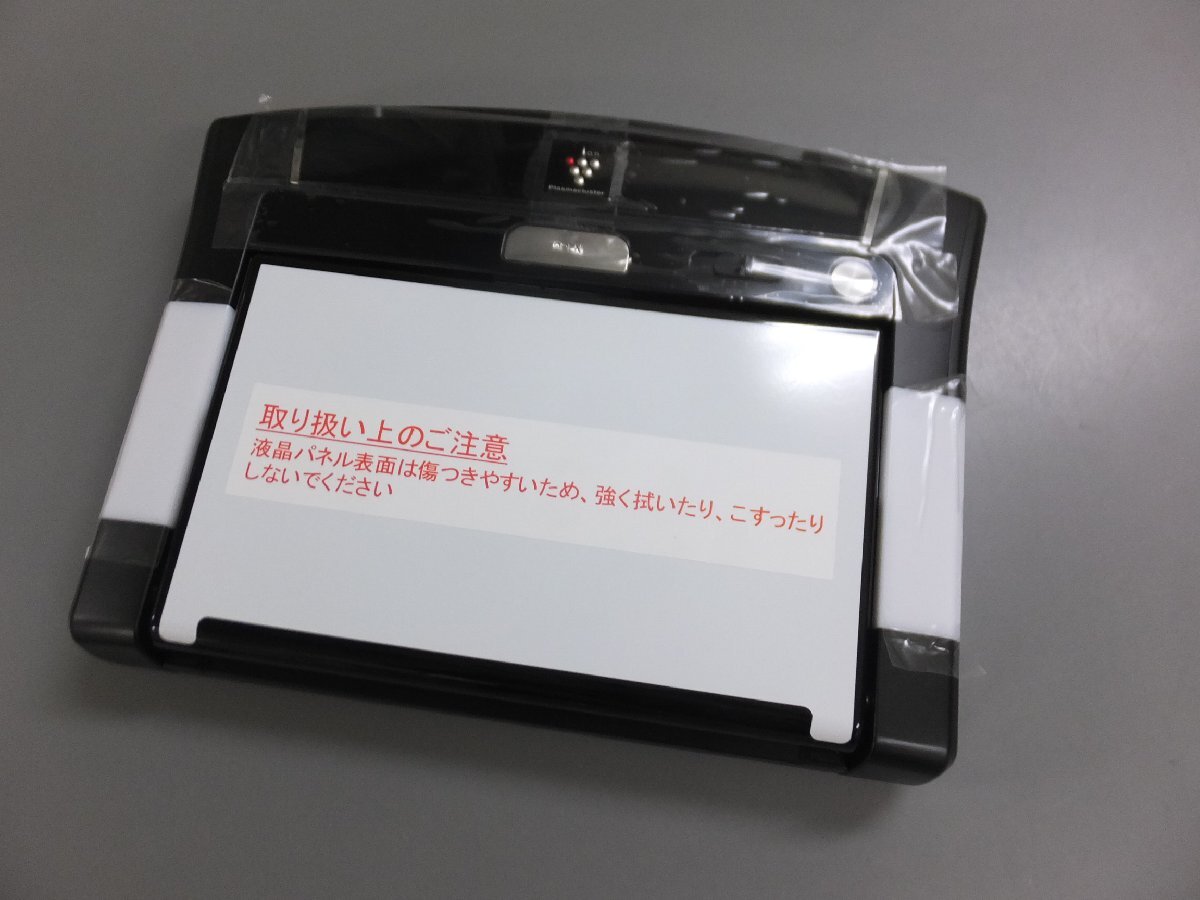 ion
Plasmacluster
取り扱い上のご注意
液晶パネル表面は傷つきやすいため、強く拭いたり、こすったり
しないでください